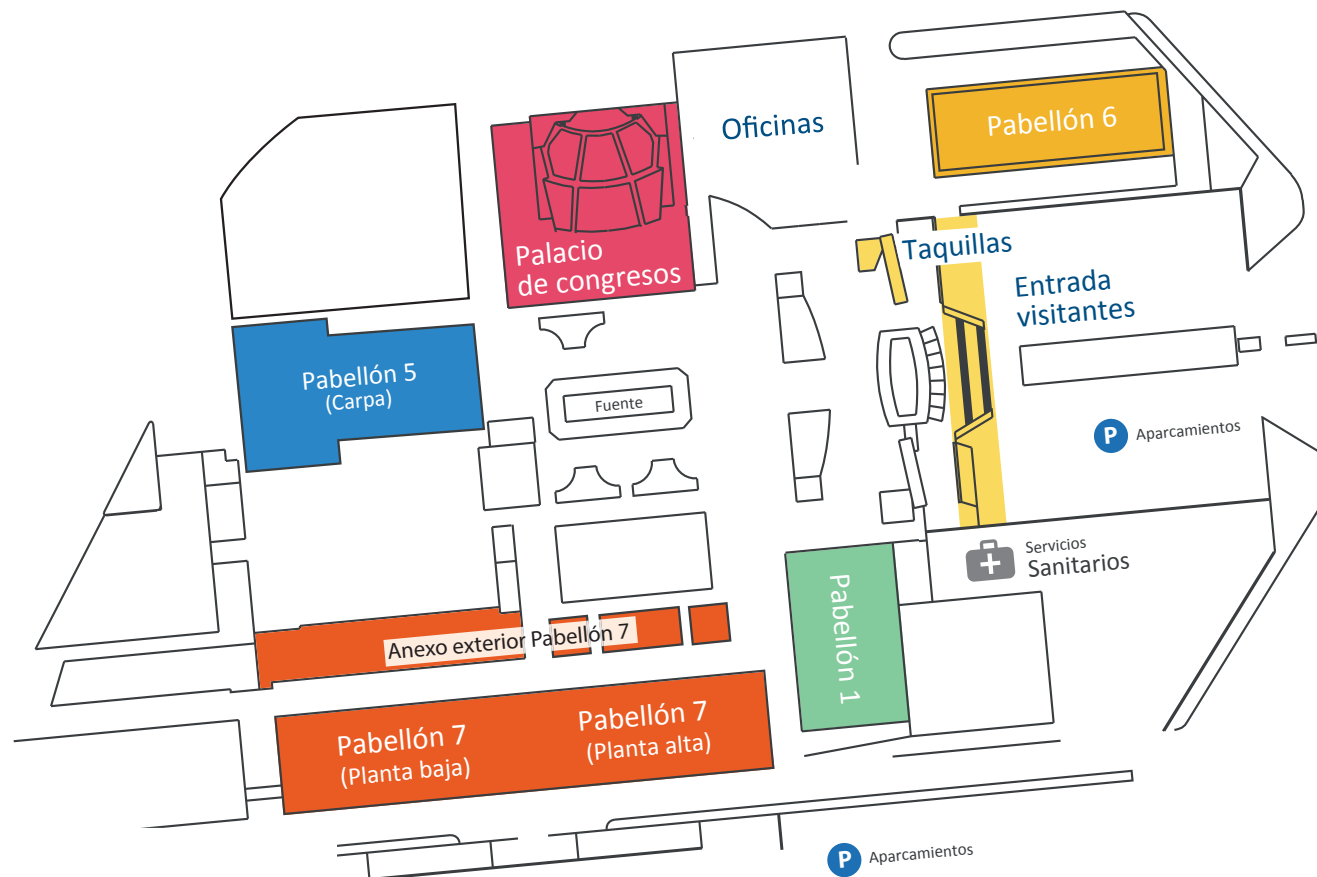 Oficinas
Pabellón 6
Palacio
de congresos
Taquillas
Entrada
visitantes
Pabellón 5
(Carpa)
Fuente
P Aparcamientos
Servicios
Sanitarios
Pabellón 1
Anexo exterior Pabellón 7
Pabellón 7
(Planta baja)
Pabellón 7
(Planta alta)
P Aparcamientos